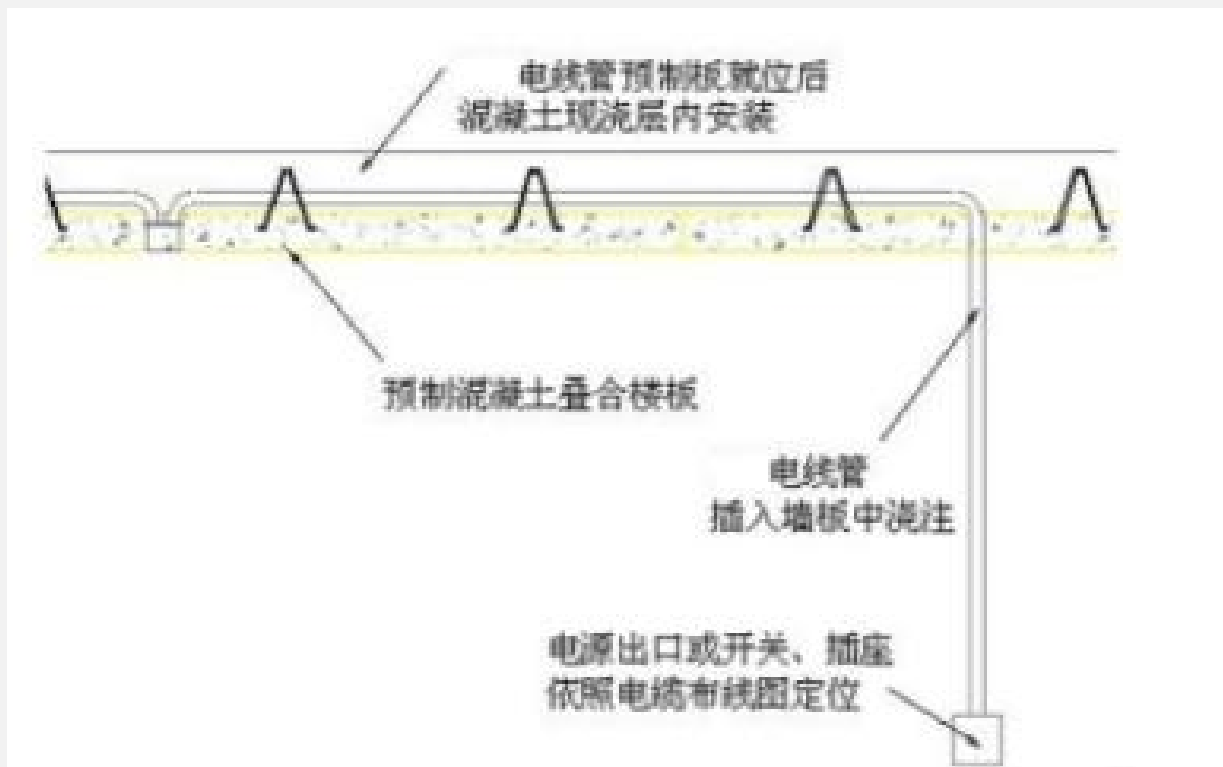 电线管预制板就位后
混凝土现浇层内安装
预制混凝土叠合楼板
电线管
插入墙板中浇注
电源出口或开关、插座
依照电缆布线图定位